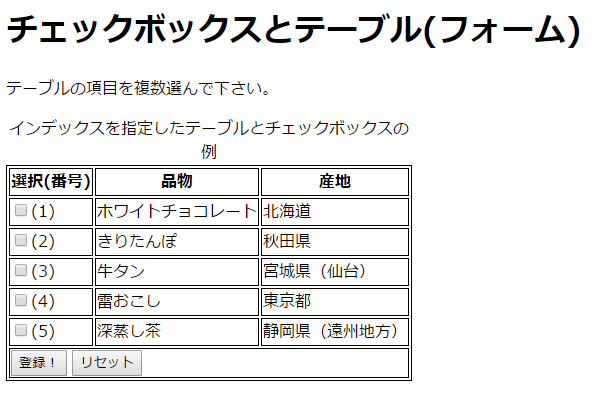 チェックボックスとテーブル(フォーム)
テーブルの項目を複数選んで下さい。
インデックスを指定したテーブルとチェックボックスの
例
選択(番号) 品物 産地
(1) ホワイトチョコレート 北海道
(2) きりたんぽ 秋田県
(3) 牛タン 宮城県（仙台）
(4) 雷おこし 東京都
(5) 深蒸し茶 静岡県（遠州地方）
登録！ リセット